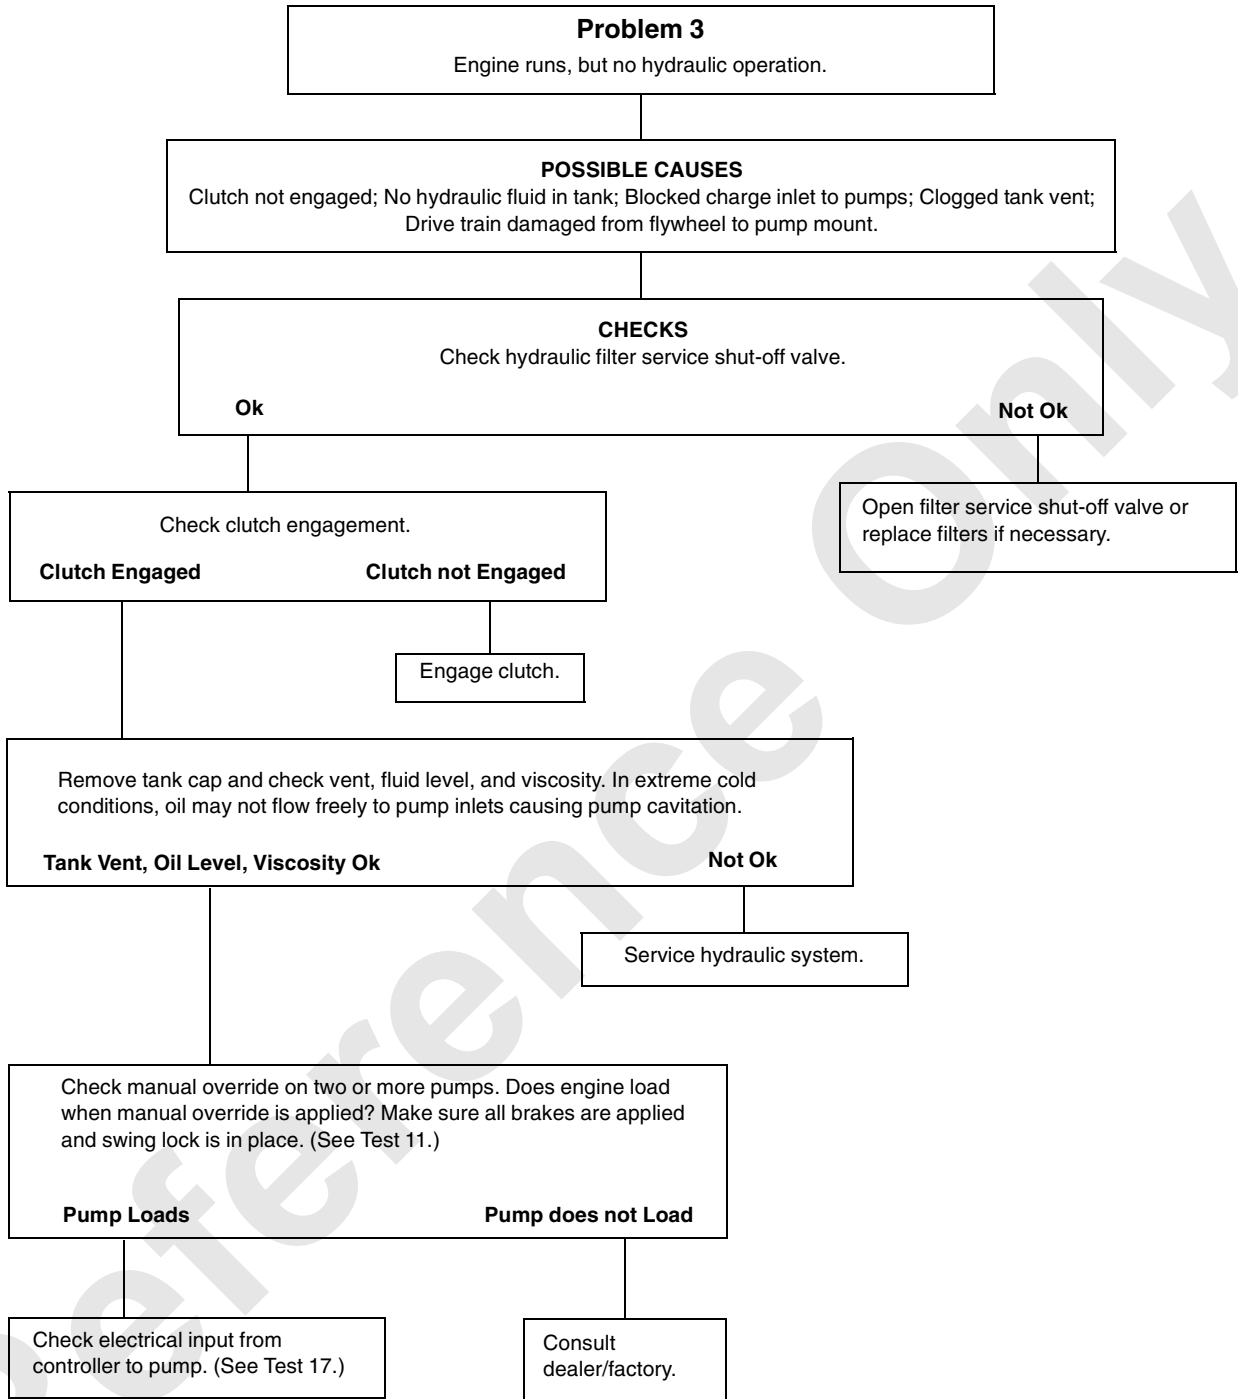 Problem 3
Engine runs, but no hydraulic operation.
POSSIBLE CAUSES
Clutch not engaged; No hydraulic fluid in tank; Blocked charge inlet to pumps; Clogged tank vent;
Drive train damaged from flywheel to pump mount.
CHECKS
Check hydraulic filter service shut-off valve.
Ok
Not Ok
Open filter service shut-off valve or
replace filters if necessary.
Check clutch engagement.
Clutch Engaged
Clutch not Engaged
Engage clutch.
Remove tank cap and check vent, fluid level, and viscosity. In extreme cold
conditions, oil may not flow freely to pump inlets causing pump cavitation.
Tank Vent, Oil Level, Viscosity Ok
Not Ok
Service hydraulic system.
Check manual override on two or more pumps. Does engine load
when manual override is applied? Make sure all brakes are applied
and swing lock is in place. (See Test 11.)
Pump Loads
Pump does not Load
Check electrical input from
controller to pump. (See Test 17.)
Consult
dealer/factory.
Reference Only